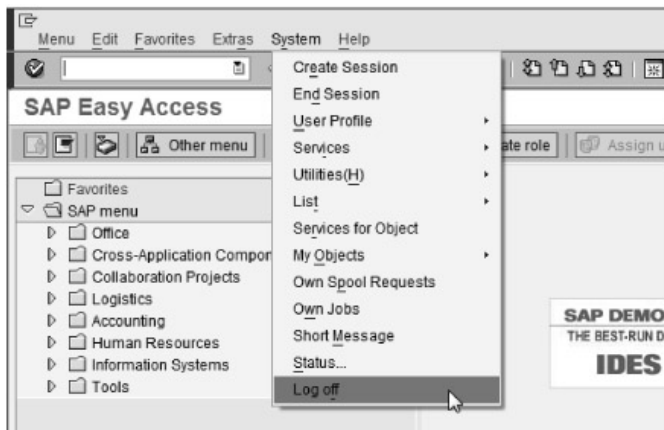 Menu Edit Favorites Extras System Help
SAP Easy Access
Other menu
ate role
Assign u
Create Session
End Session
User Profile
Services
Utilities(H)
List
Services for Object
My Objects
Own Spool Requests
Own Jobs
Short Message
Status...
Log off
Favorites
SAP menu
Office
Cross-Application Compor
Collaboration Projects
Logistics
Accounting
Human Resources
Information Systems
Tools
SAP DEMO
THE BEST-RUN D
IDES